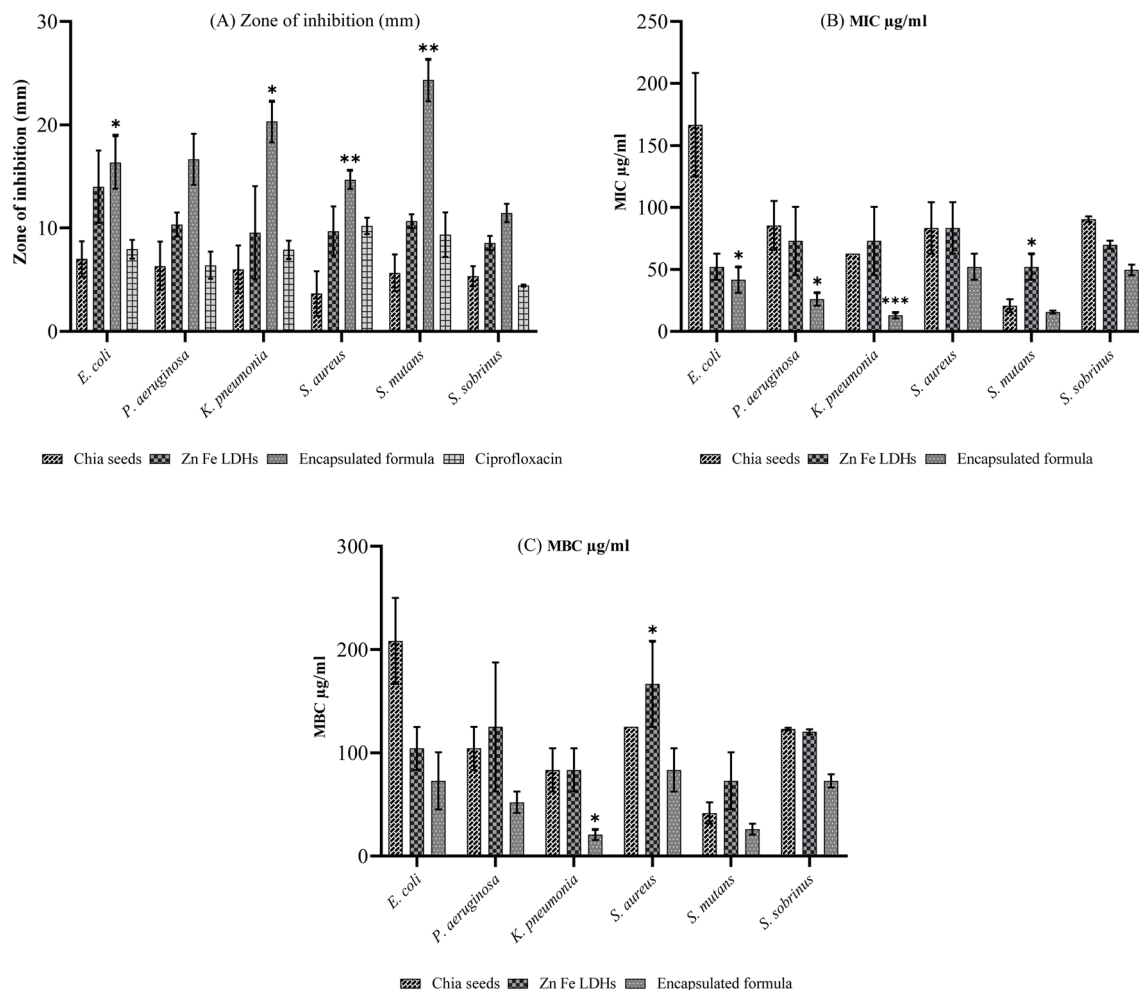 (A) Zone of inhibition (mm)
Zone of inhibition (mm)
30
20
10
0
*
*
**
**
E. coli
P. aeruginosa
K. pneumonia
S. aureus
S. mutans
S. sobrinus
Chia seeds Zn Fe LDHs Encapsulated formula Ciprofloxacin
(B) MIC µg/ml
MIC µg/ml
250
200
150
100
50
0
*
*
***
*
E. coli
P. aeruginosa
K. pneumonia
S. aureus
S. mutans
S. sobrinus
Chia seeds Zn Fe LDHs Encapsulated formula
(C) MBC µg/ml
MBC µg/ml
300
200
100
0
*
*
E. coli
P. aeruginosa
K. pneumonia
S. aureus
S. mutans
S. sobrinus
Chia seeds Zn Fe LDHs Encapsulated formula